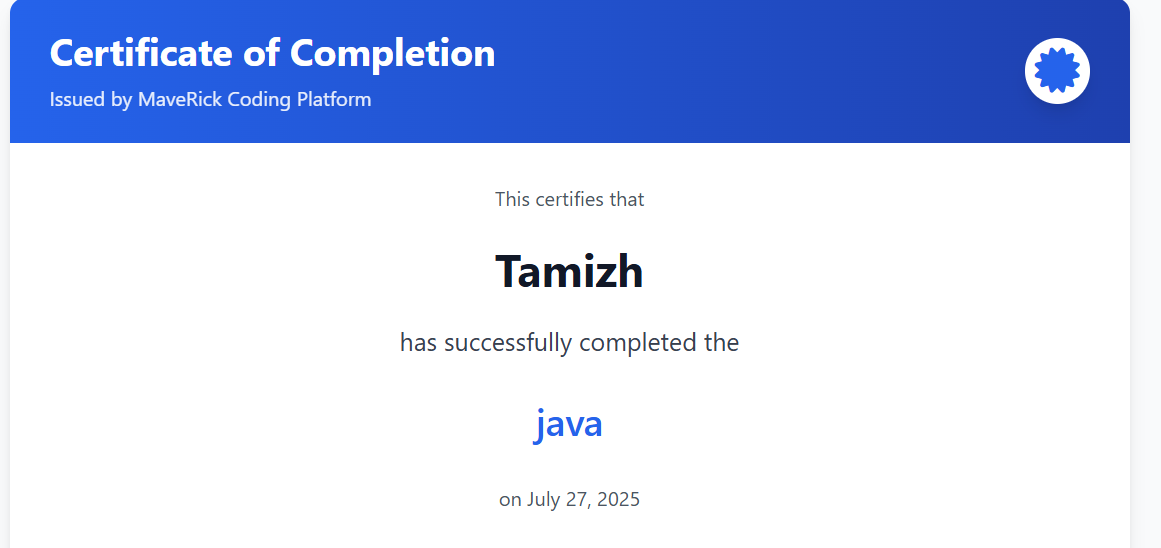 Certificate of Completion
Issued by MaveRick Coding Platform
This certifies that
Tamizh
has successfully completed the
java
on July 27, 2025